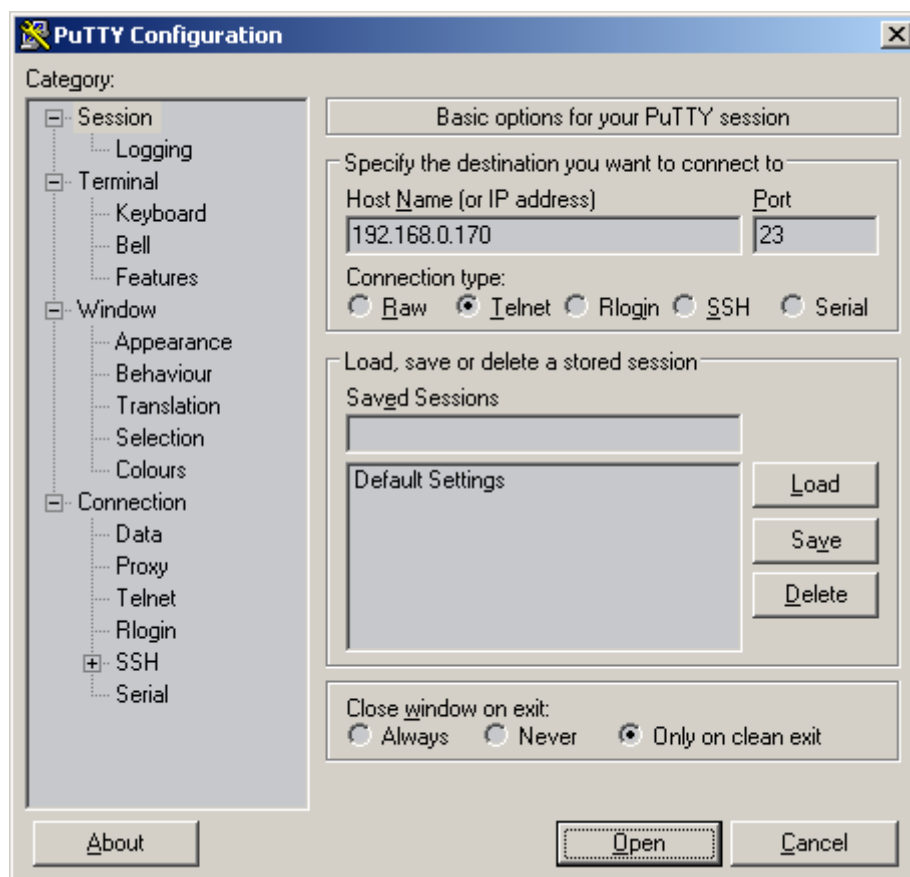 PuTTY Configuration
Category:
Session
Logging
Terminal
Keyboard
Bell
Features
Window
Appearance
Behaviour
Translation
Selection
Colours
Connection
Data
Proxy
Telnet
Rlogin
SSH
Serial
Basic options for your PuTTY session
Specify the destination you want to connect to
Host Name (or IP address) Port
192.168.0.170 23
Connection type:
Raw Telnet Rlogin SSH Serial
Load, save or delete a stored session
Saved Sessions
Default Settings
Load
Save
Delete
Close window on exit:
Always Never Only on clean exit
About Open Cancel